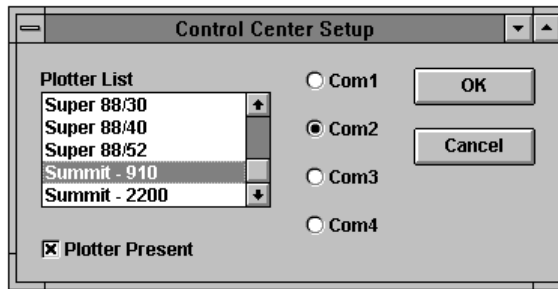 Control Center Setup
Plotter List
Super 88/30
Super 88/40
Super 88/52
Summit - 910
Summit - 2200
Plotter Present
Com1
Com2
Com3
Com4
OK
Cancel